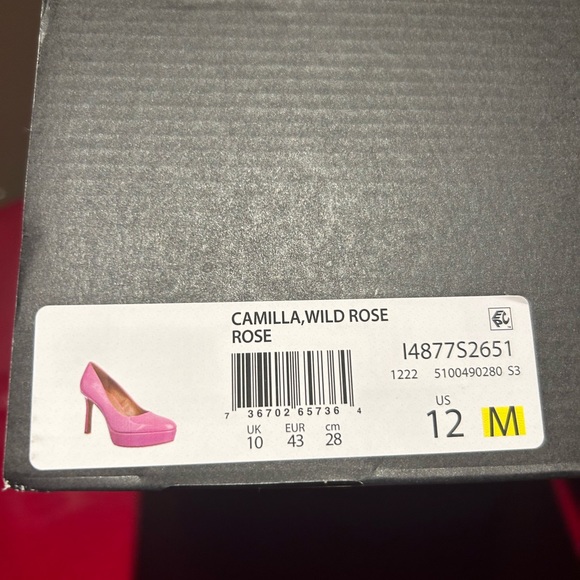 CAMILLA,WILD ROSE
ROSE
7 36702 65736 4
UK EUR cm
10 43 28
I4877S2651
1222 5100490280 S3
US
12 M